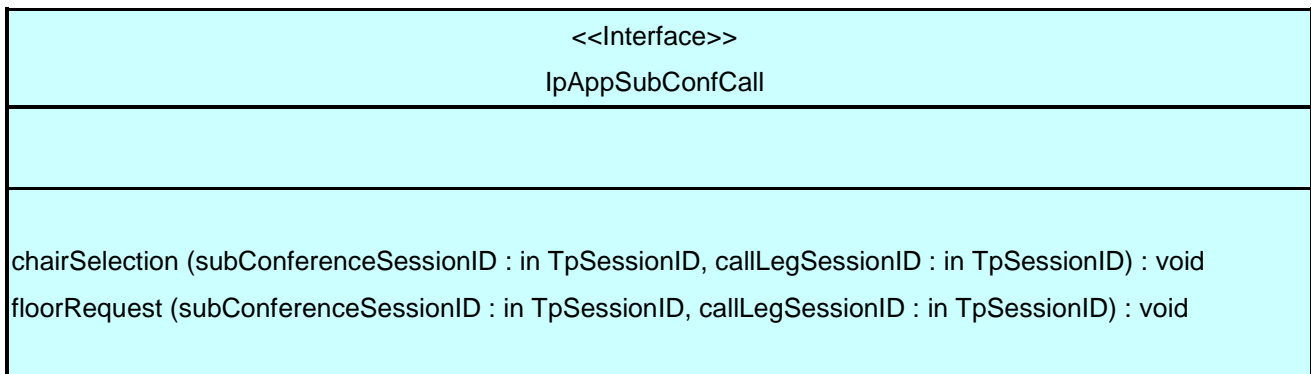 <<Interface>>
IpAppSubConfCall
chairSelection (subConferenceSessionID : in TpSessionID, callLegSessionID : in TpSessionID) : void
floorRequest (subConferenceSessionID : in TpSessionID, callLegSessionID : in TpSessionID) : void